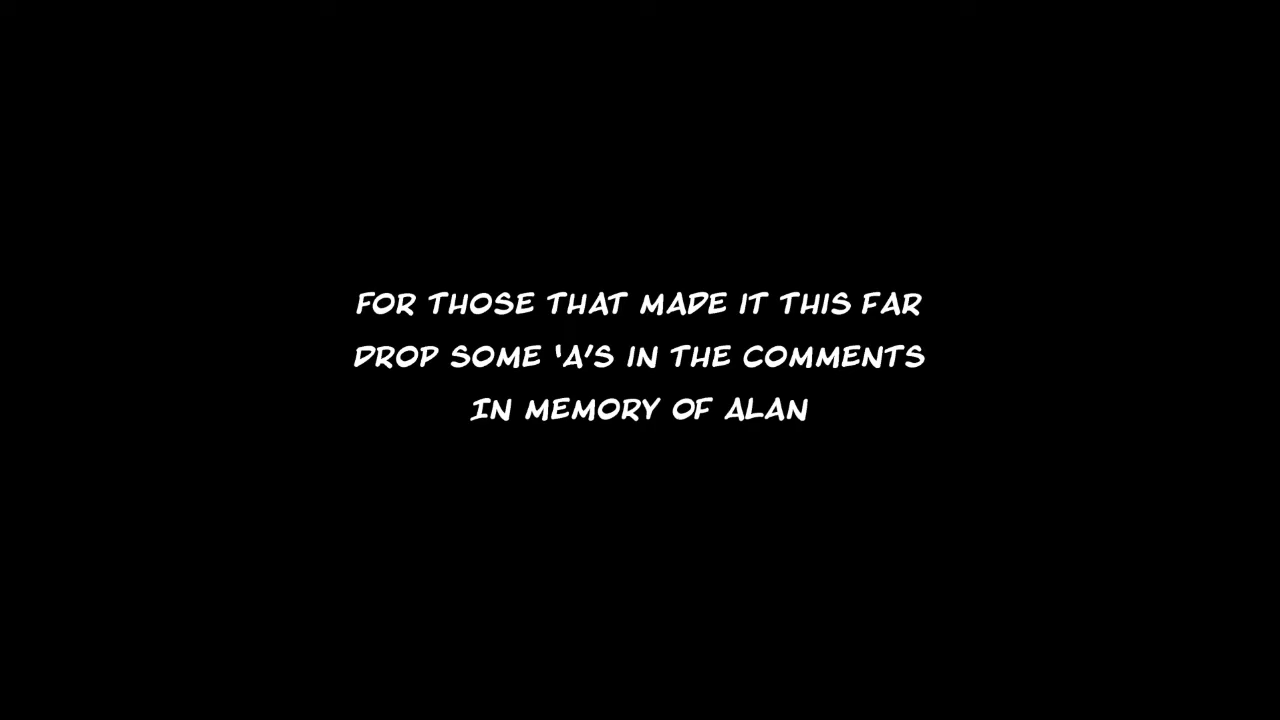 FOR THOSE THAT MADE IT THIS FAR
DROP SOME 'A'S IN THE COMMENTS
IN MEMORY OF ALAN